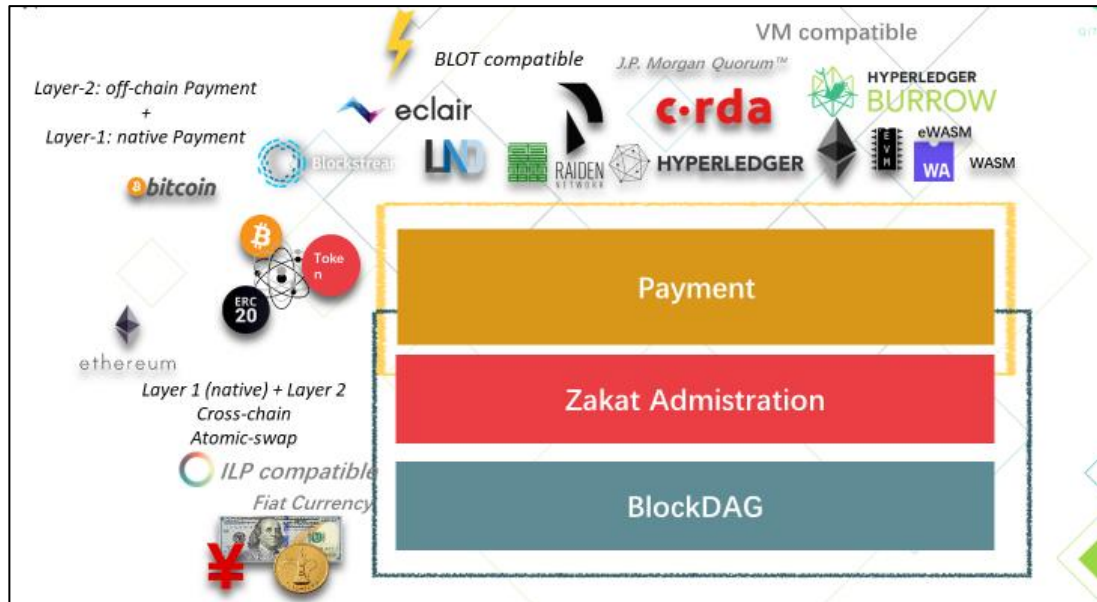 VM compatible
BLOT compatible
J.P. Morgan Quorum™
Layer-2: off-chain Payment
+
Layer-1: native Payment
eclair
c·rda
HYPERLEDGER
BURROW
Blockstream
LND
RAIDEN
NETWORK
HYPERLEDGER
EVM
eWASM
WA
WASM
bitcoin
Toke
n
ERC
20
Payment
ethereum
Layer 1 (native) + Layer 2
Cross-chain
Atomic-swap
Zakat Admistration
ILP compatible
Fiat Currency
BlockDAG